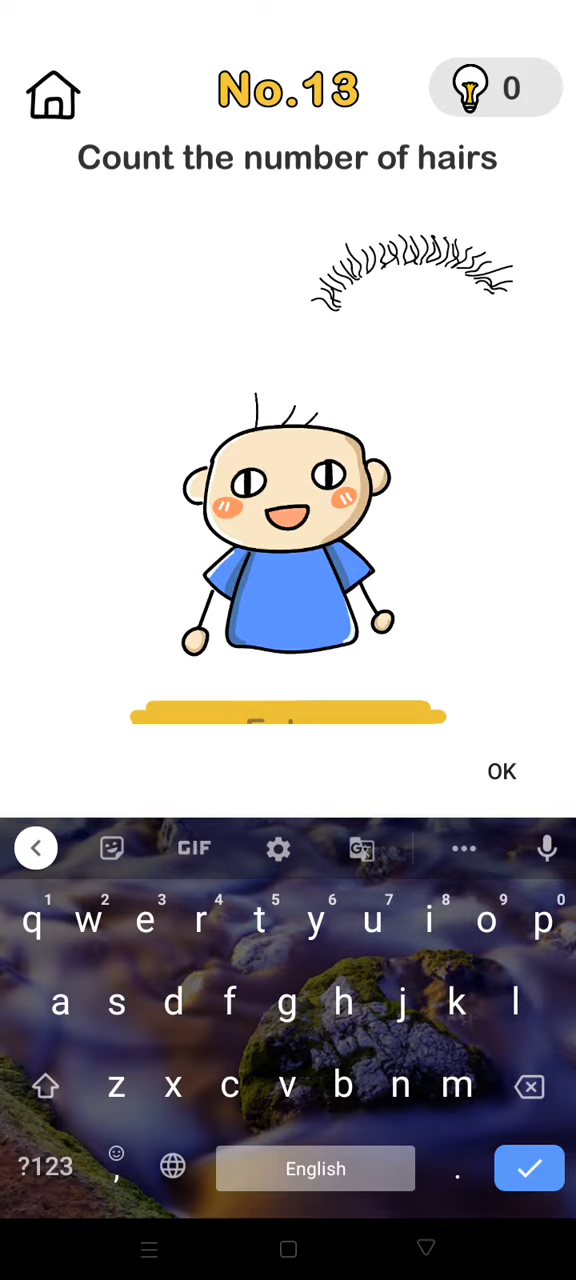 No.13
0
Count the number of hairs
OK
GIF
1 2 3 4 5 6 7 8 9 0
q w e r t y u i o p
a s d f g h j k l
z x c v b n m
?123 , English .